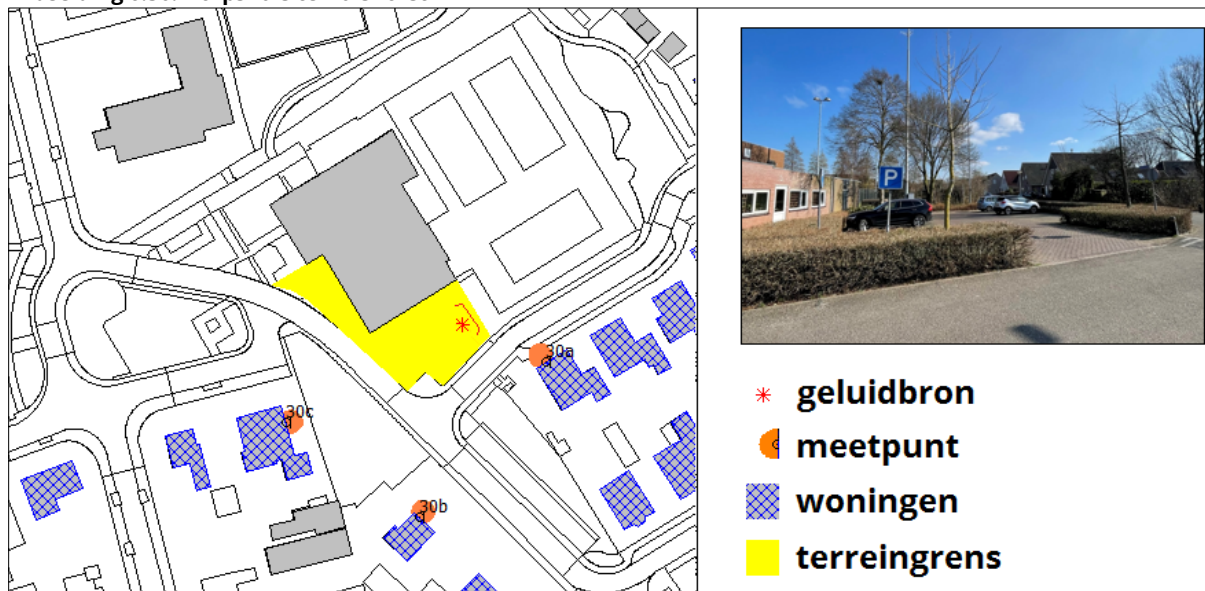 30a
30c
30b
P
geluidbron
meetpunt
woningen
terreingrens